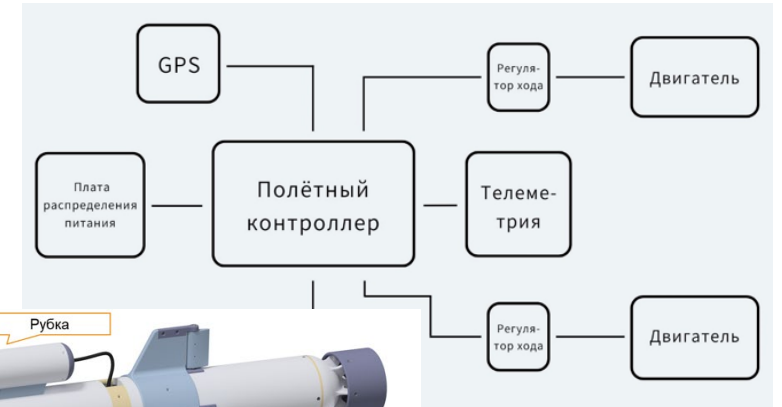 GPS
Регуля-
тор хода
Двигатель
Плата
распределения
питания
Полётный
контроллер
Телеме-
трия
Рубка
Регуля-
тор хода
Двигатель